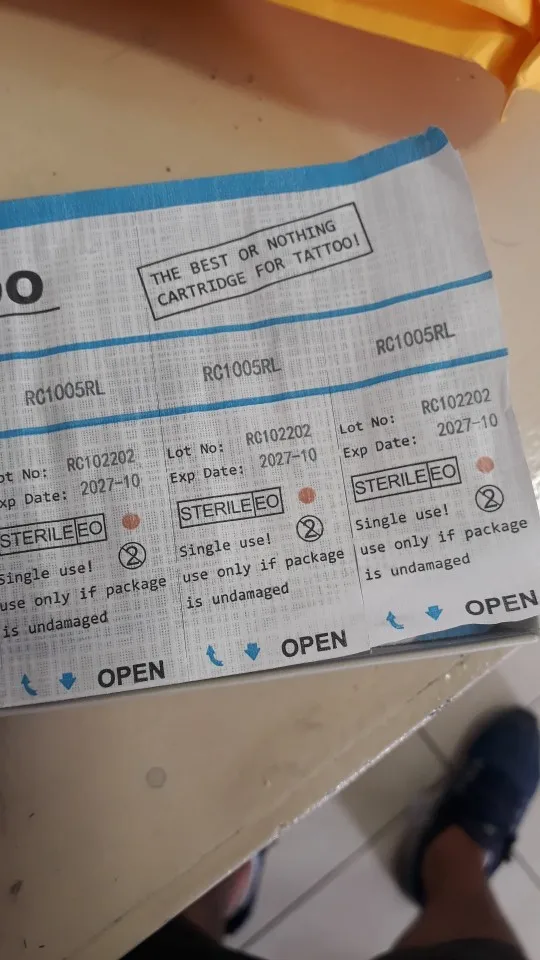 THE BEST OR NOTHING
CARTRIDGE FOR TATTOO!
RC1005RL
RC1005RL
RC1005RL
Lot No: RC102202
Exp Date: 2027-10
STERILE EO
Single use!
use only if package
is undamaged
OPEN
Lot No: RC102202
Exp Date: 2027-10
STERILE EO
Single use!
use only if package
is undamaged
OPEN
Lot No: RC102202
Exp Date: 2027-10
STERILE EO
Single use!
use only if package
is undamaged
OPEN